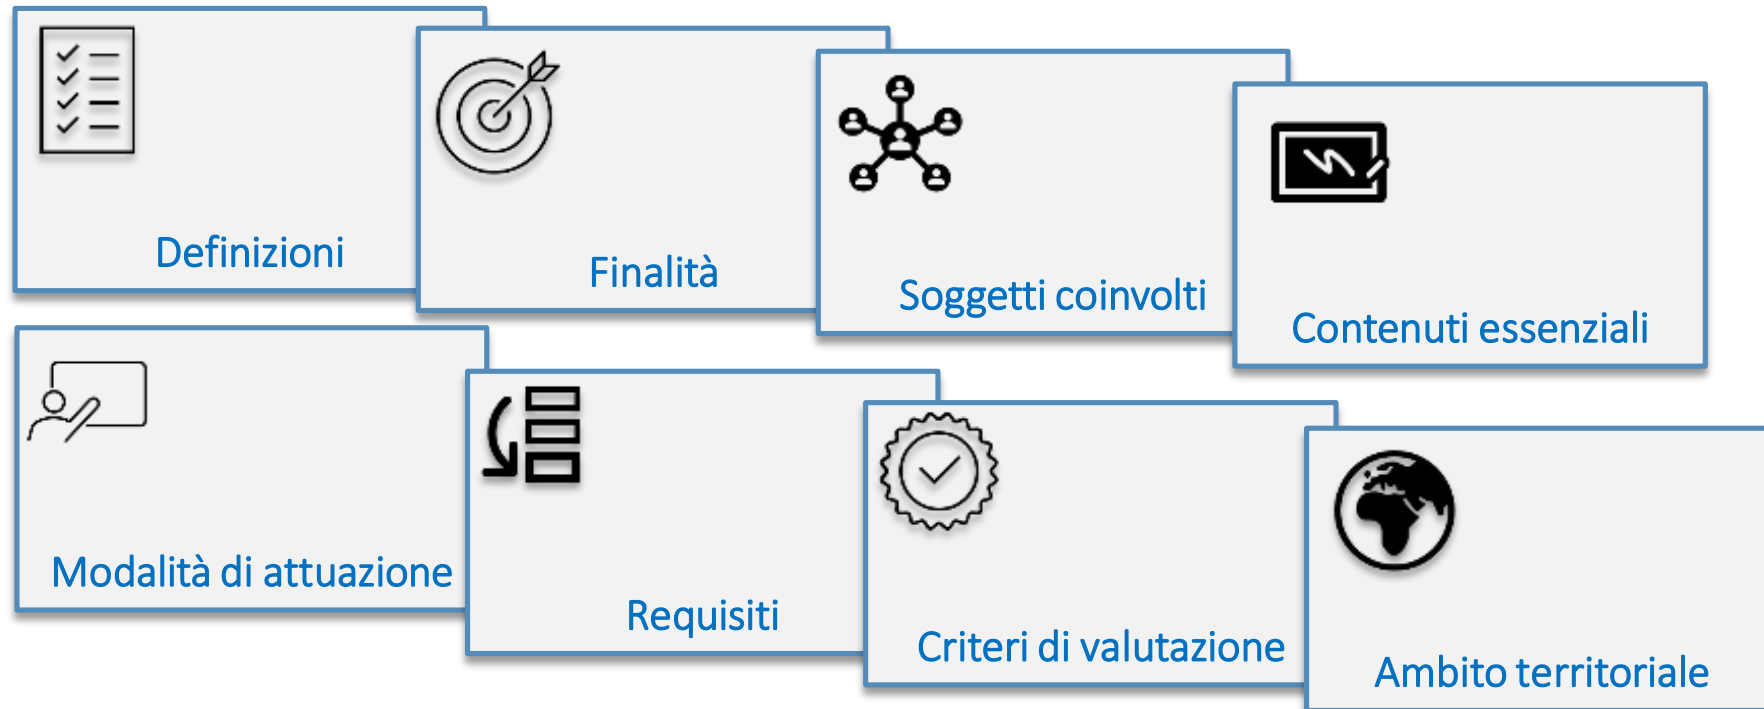 Definizioni
Finalità
Soggetti coinvolti
Contenuti essenziali
Modalità di attuazione
Requisiti
Criteri di valutazione
Ambito territoriale